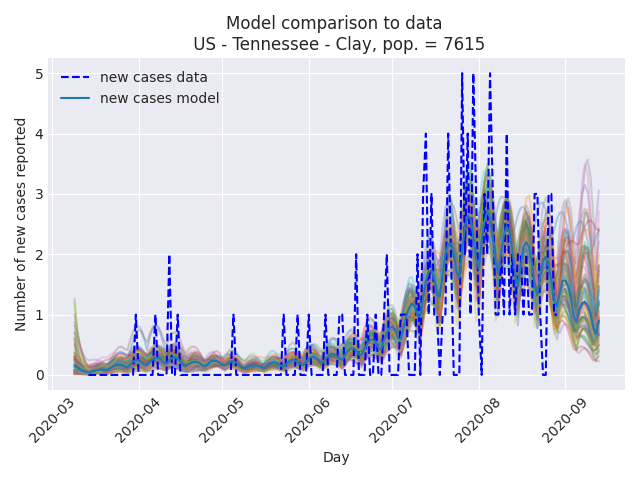 Model comparison to data
US - Tennessee - Clay, pop. = 7615
new cases data
new cases model
Number of new cases reported
5
4
3
2
1
0
2020-03
2020-04
2020-05
2020-06
2020-07
2020-08
2020-09
Day